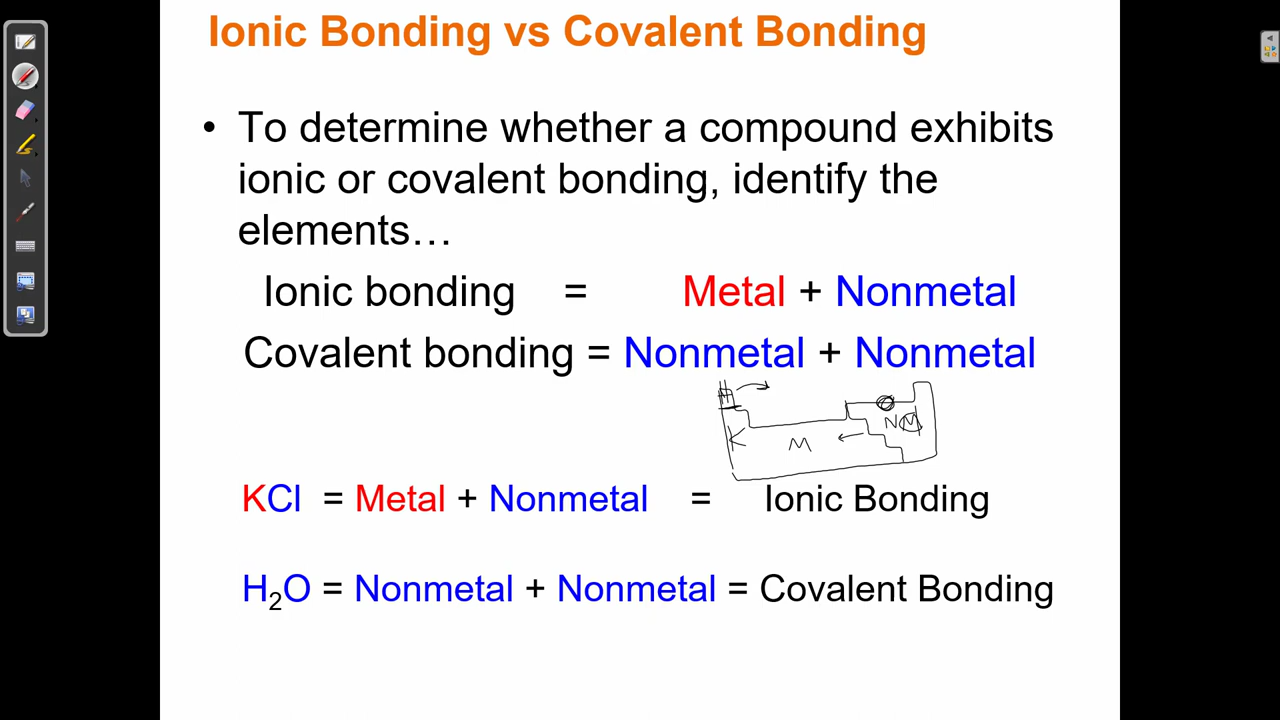 Ionic Bonding vs Covalent Bonding
• To determine whether a compound exhibits
ionic or covalent bonding, identify the
elements…
Ionic bonding = Metal + Nonmetal
Covalent bonding = Nonmetal + Nonmetal
H
K M NM
KCl = Metal + Nonmetal = Ionic Bonding
H₂O = Nonmetal + Nonmetal = Covalent Bonding